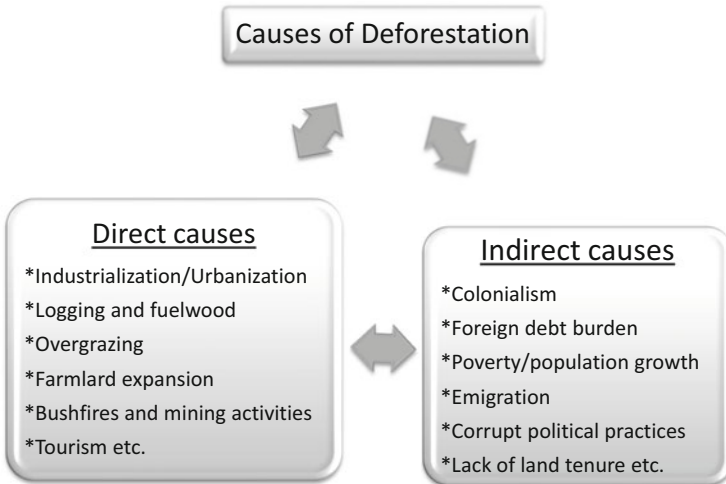 Causes of Deforestation
Direct causes
*Industrialization/Urbanization
*Logging and fuelwood
*Overgrazing
*Farmlard expansion
*Bushfires and mining activities
*Tourism etc.
Indirect causes
*Colonialism
*Foreign debt burden
*Poverty/population growth
*Emigration
*Corrupt political practices
*Lack of land tenure etc.